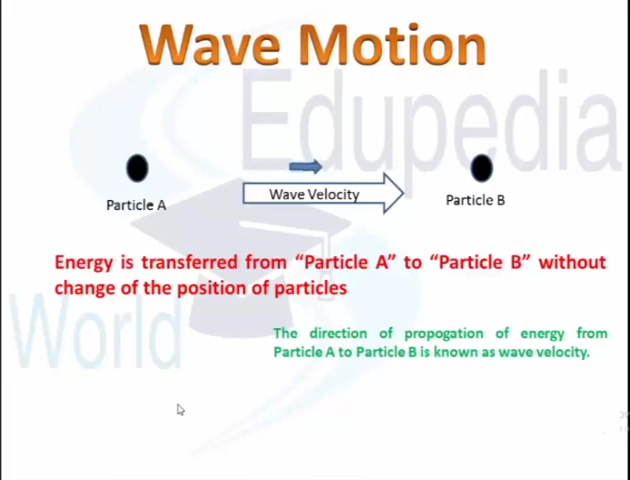 Wave Motion
Edupedia
Particle A
Wave Velocity
Particle B
Energy is transferred from “Particle A” to “Particle B” without
change of the position of particles
World
The direction of propogation of energy from
Particle A to Particle B is known as wave velocity.